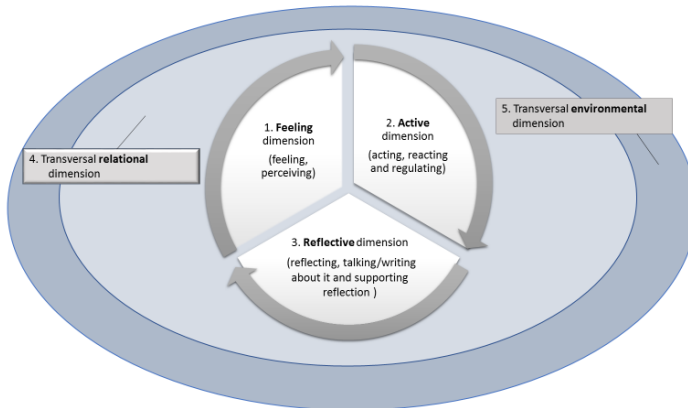 1. Feeling
dimension
(feeling,
perceiving)
2. Active
dimension
(acting, reacting
and regulating)
3. Reflective dimension
(reflecting, talking/writing
about it and supporting
reflection )
4. Transversal relational
dimension
5. Transversal environmental
dimension